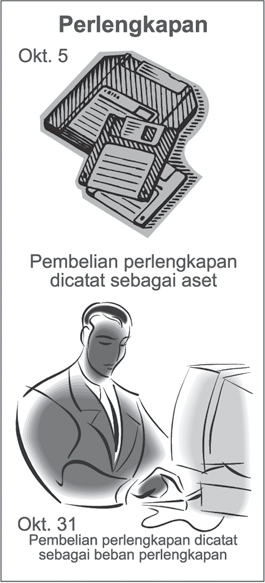 Perlengkapan
Okt. 5
Pembelian perlengkapan
dicatat sebagai aset
Okt. 31
Pembelian perlengkapan dicatat
sebagai beban perlengkapan